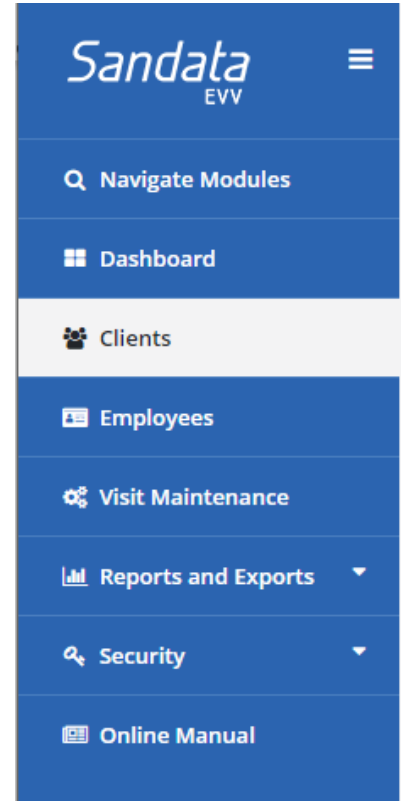 Sandata
EVV
Navigate Modules
Dashboard
Clients
Employees
Visit Maintenance
Reports and Exports
Security
Online Manual